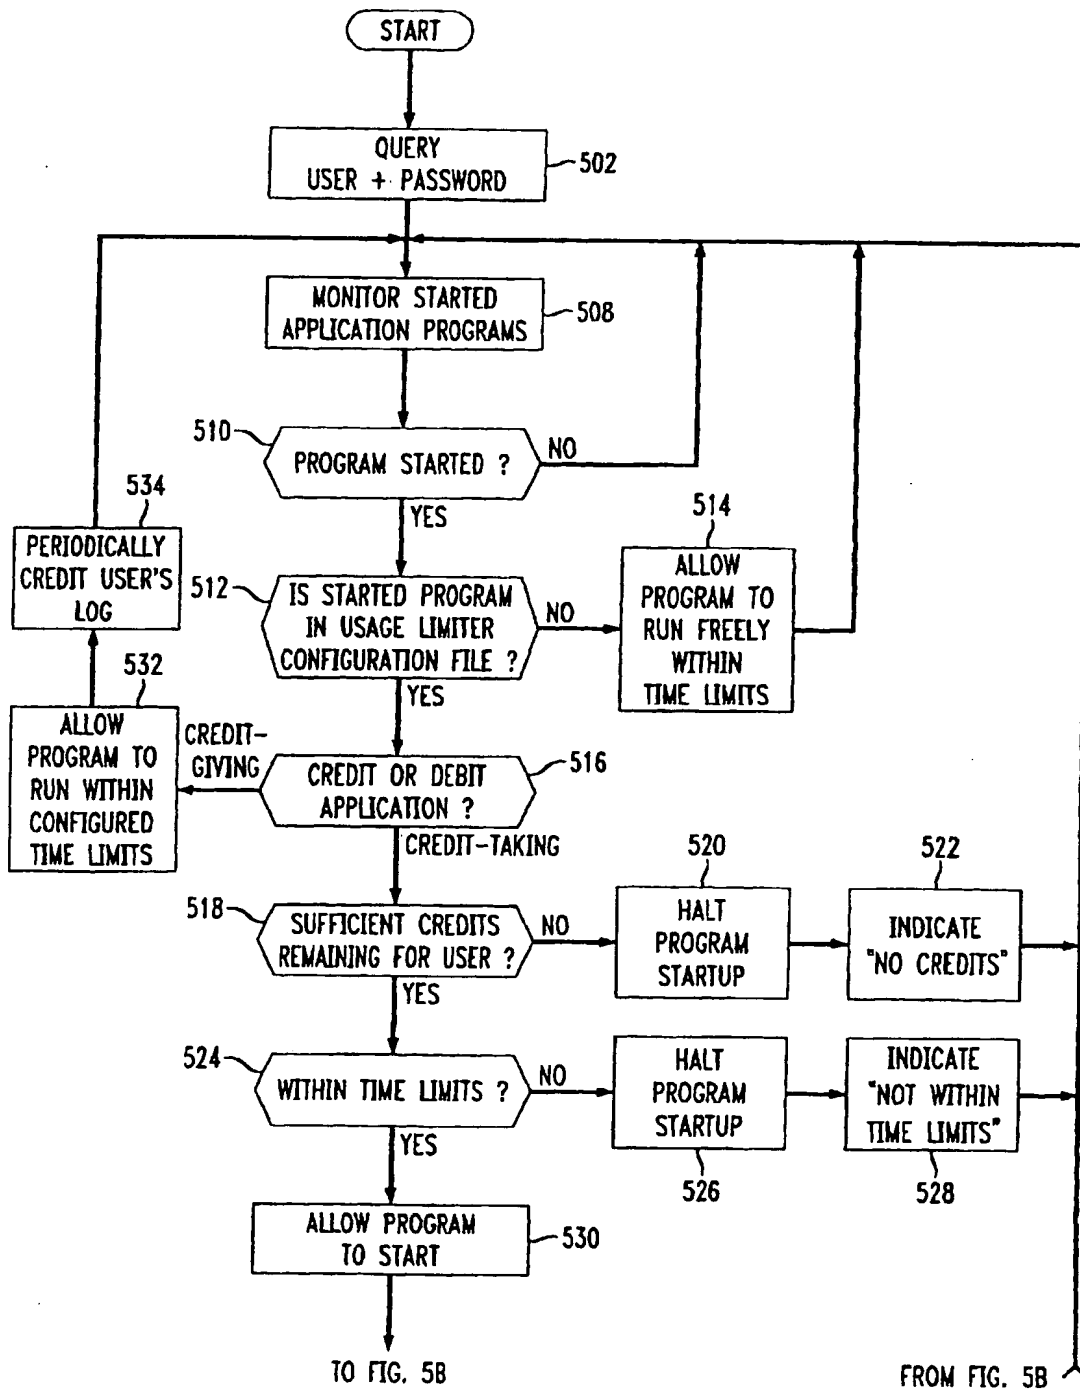 START
QUERY
USER + PASSWORD
502
MONITOR STARTED
APPLICATION PROGRAMS
508
510
PROGRAM STARTED ?
NO
YES
534
PERIODICALLY
CREDIT USER'S
LOG
512
IS STARTED PROGRAM
IN USAGE LIMITER
CONFIGURATION FILE ?
NO
YES
514
ALLOW
PROGRAM TO
RUN FREELY
WITHIN
TIME LIMITS
532
ALLOW
PROGRAM TO
RUN WITHIN
CONFIGURED
TIME LIMITS
CREDIT-
GIVING
CREDIT OR DEBIT
APPLICATION ?
516
CREDIT-TAKING
518
SUFFICIENT CREDITS
REMAINING FOR USER ?
NO
YES
520
HALT
PROGRAM
STARTUP
522
INDICATE
"NO CREDITS"
524
WITHIN TIME LIMITS ?
NO
YES
HALT
PROGRAM
STARTUP
526
INDICATE
"NOT WITHIN
TIME LIMITS"
528
ALLOW PROGRAM
TO START
530
TO FIG. 5B
FROM FIG. 5B